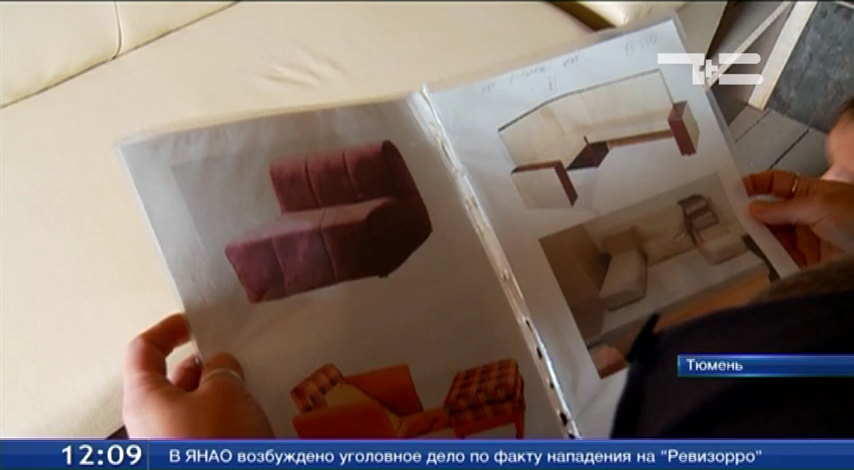 Т+В
Тюмень
12:09 В ЯНАО возбуждено уголовное дело по факту нападения на "Ревизорро"